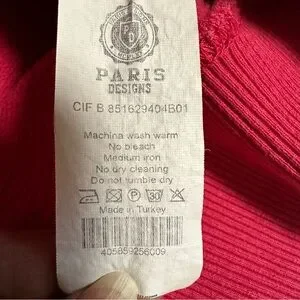 PARIS
DESIGNS
CIF B 851629404B01
Machina wash warm
No bleach
Medium iron
No dry cleaning
Do not tumble dry
30
Made in Turkey
405859256009